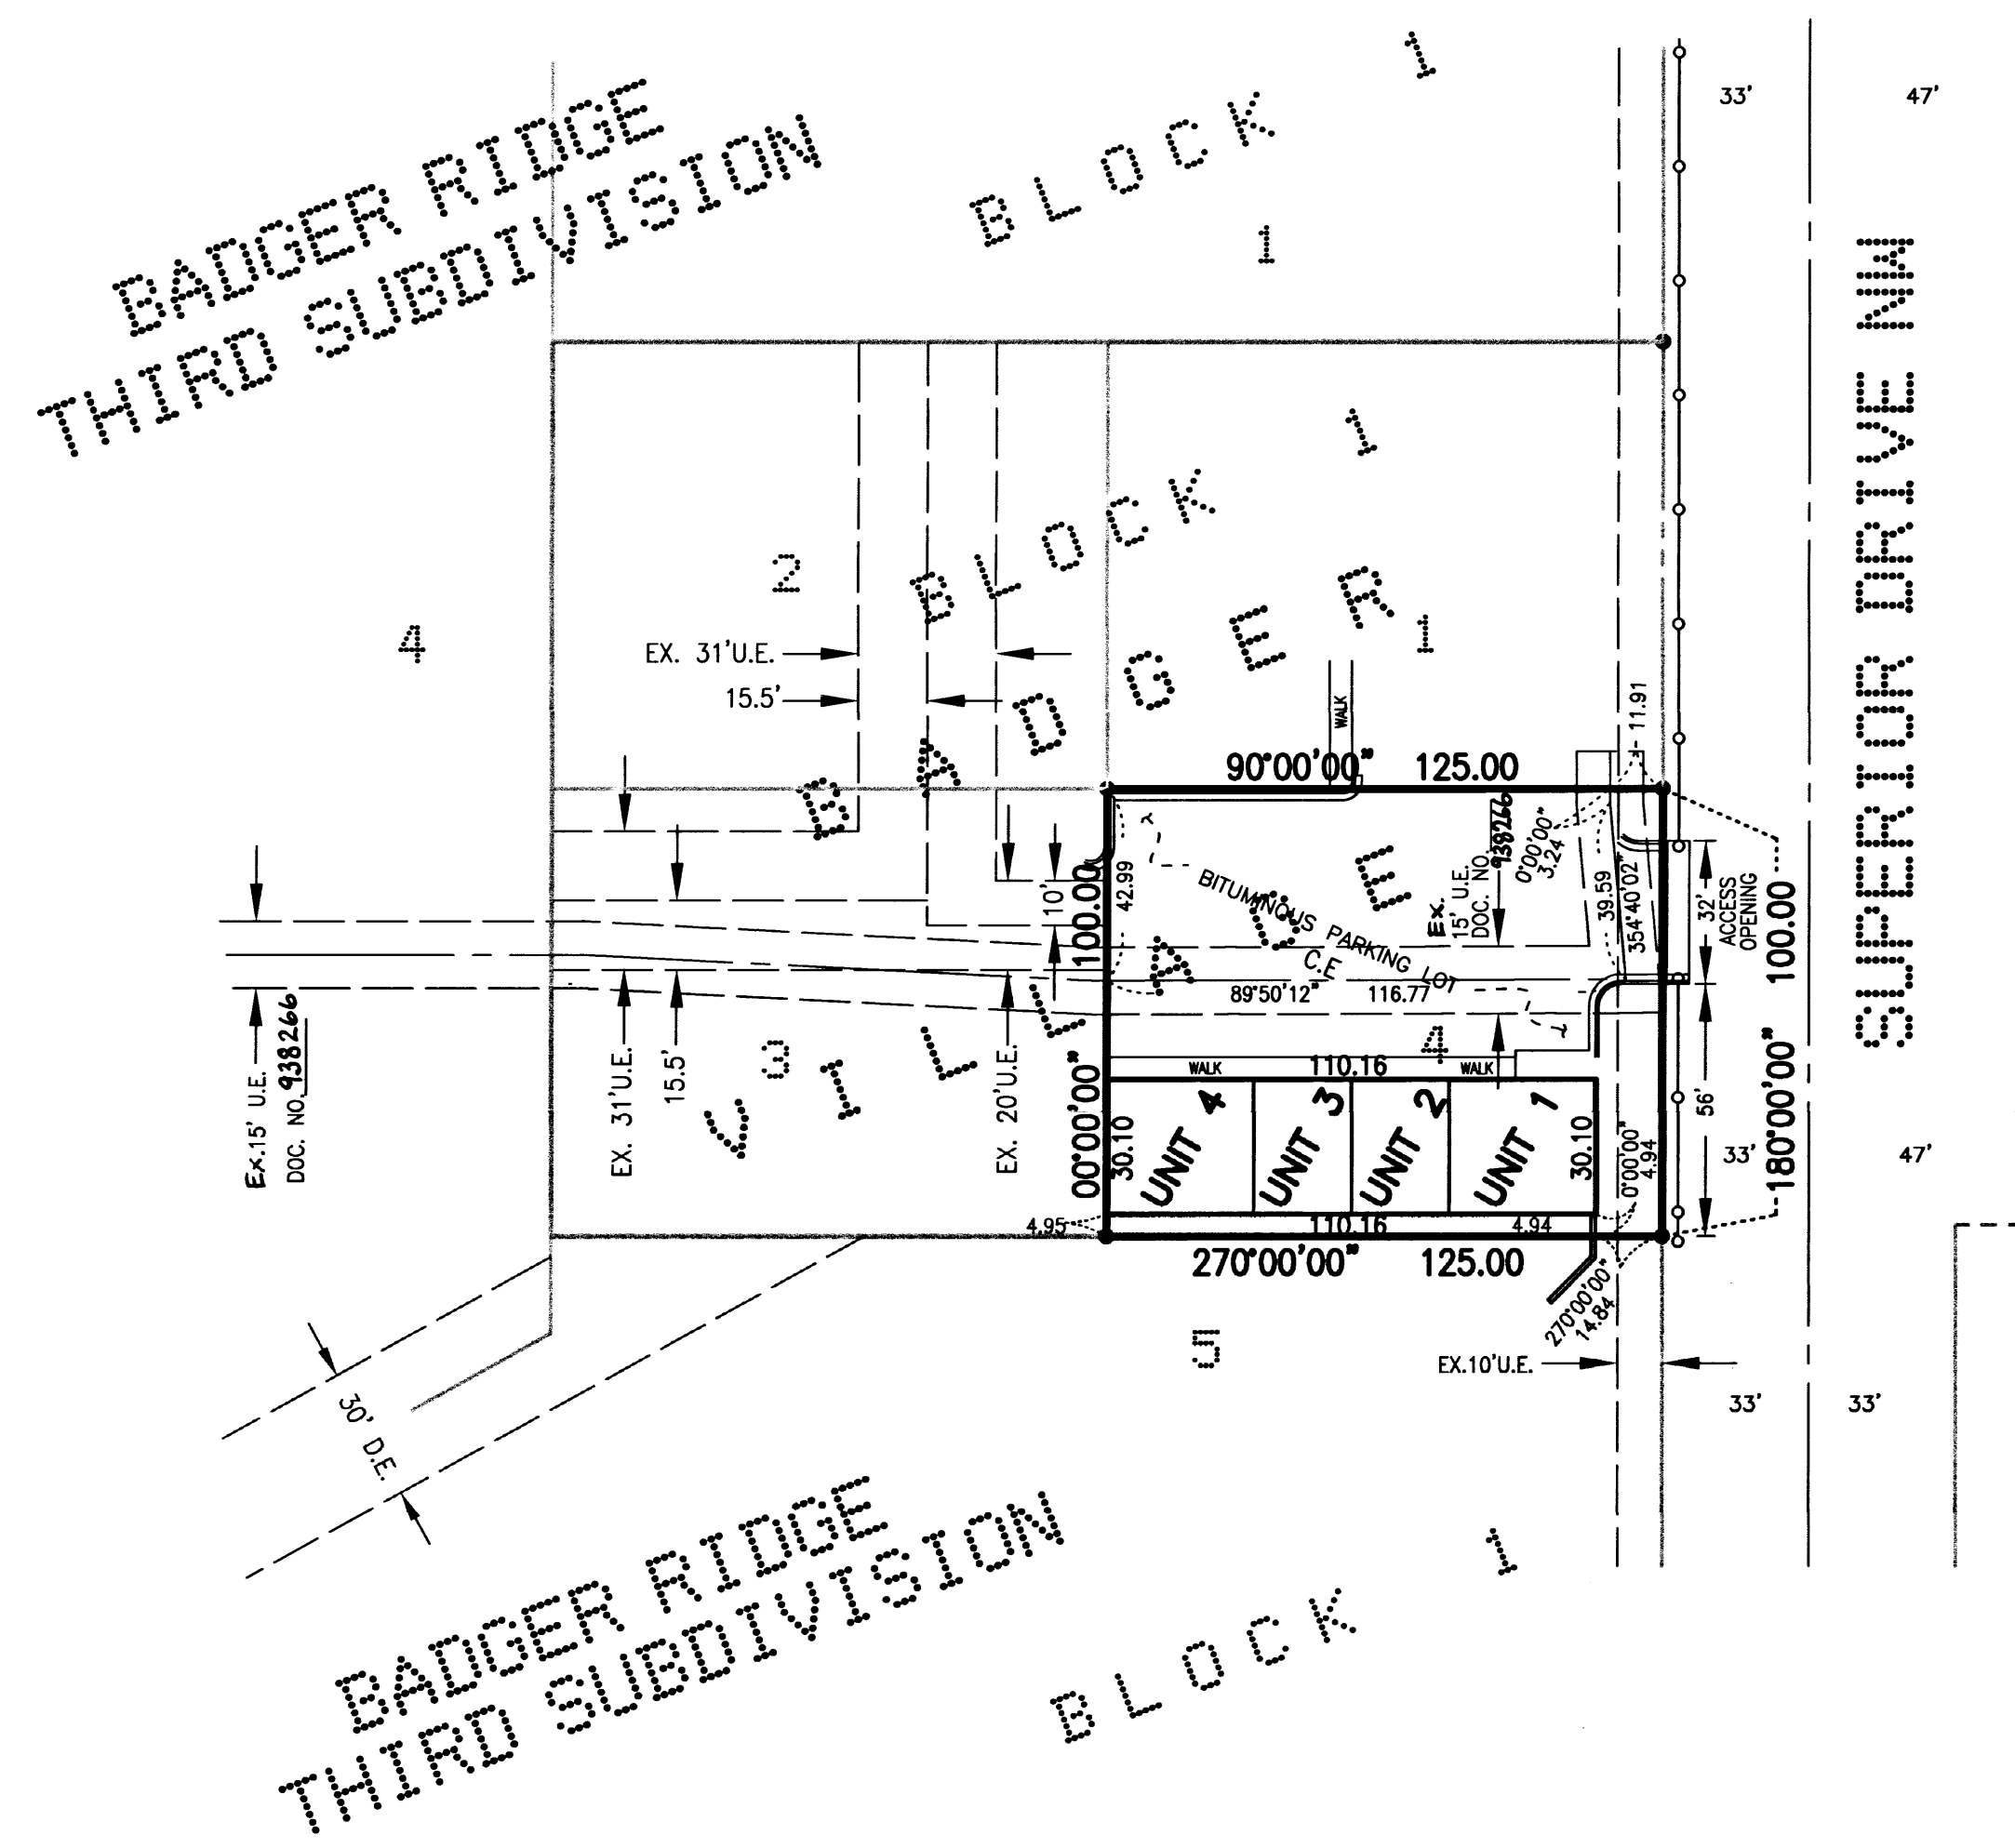 BADGER RIDGE
THIRD SUBDIVISION
BLOCK 1
1
33'
47'
SUPERIOR DRIVE NW
BLOCK 1
2
4
1
EX. 31'U.E.
15.5'
BADGER
VILLAGE
WALK
11.91
90°00'00" 125.00
938266
0°00'00"
3.24
Ex.
15' U.E.
DOC. NO.
42.99
100.00
00°00'00"
10'
BITUMINOUS PARKING LOT
C.E
39.59
354°40'02"
32'
ACCESS
OPENING
100.00
180°00'00"
89°50'12" 116.77
4
3
Ex.15' U.E.
DOC. NO. 938266
EX. 31'U.E.
15.5'
EX. 20'U.E.
WALK
110.16
WALK
30.10
UNIT 4
UNIT 3
UNIT 2
UNIT 1
30.10
0°00'00"
4.94
56'
33'
47'
4.95
110.16
4.94
270°00'00" 125.00
270°00'00"
14.84
5
EX.10'U.E.
33'
33'
30' D.E.
BADGER RIDGE
THIRD SUBDIVISION
BLOCK 1